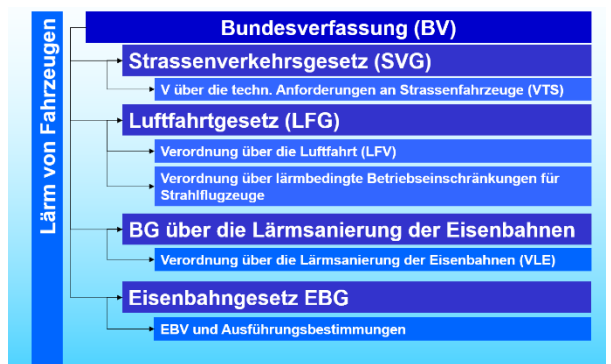 Lärm von Fahrzeugen
Bundesverfassung (BV)
Strassenverkehrsgesetz (SVG)
V über die techn. Anforderungen an Strassenfahrzeuge (VTS)
Luftfahrtgesetz (LFG)
Verordnung über die Luftfahrt (LFV)
Verordnung über lärmbedingte Betriebseinschränkungen für
Strahlflugzeuge
BG über die Lärmsanierung der Eisenbahnen
Verordnung über die Lärmsanierung der Eisenbahnen (VLE)
Eisenbahngesetz EBG
EBV und Ausführungsbestimmungen